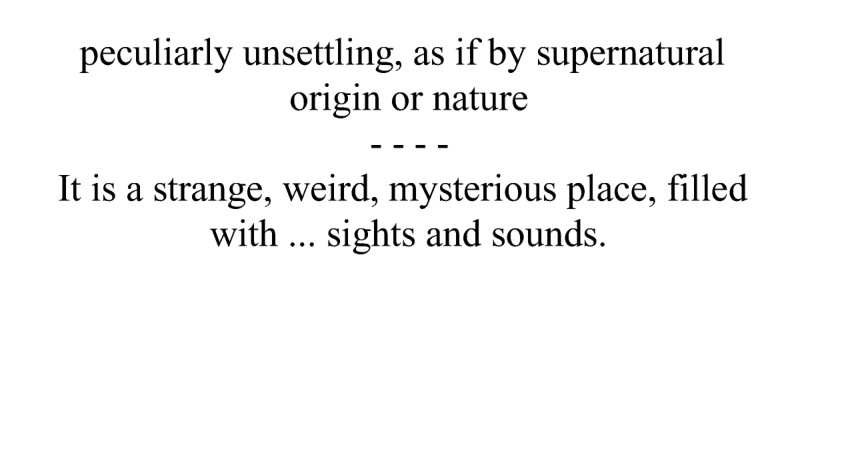 peculiarly unsettling, as if by supernatural
origin or nature
- - - -
It is a strange, weird, mysterious place, filled
with ... sights and sounds.